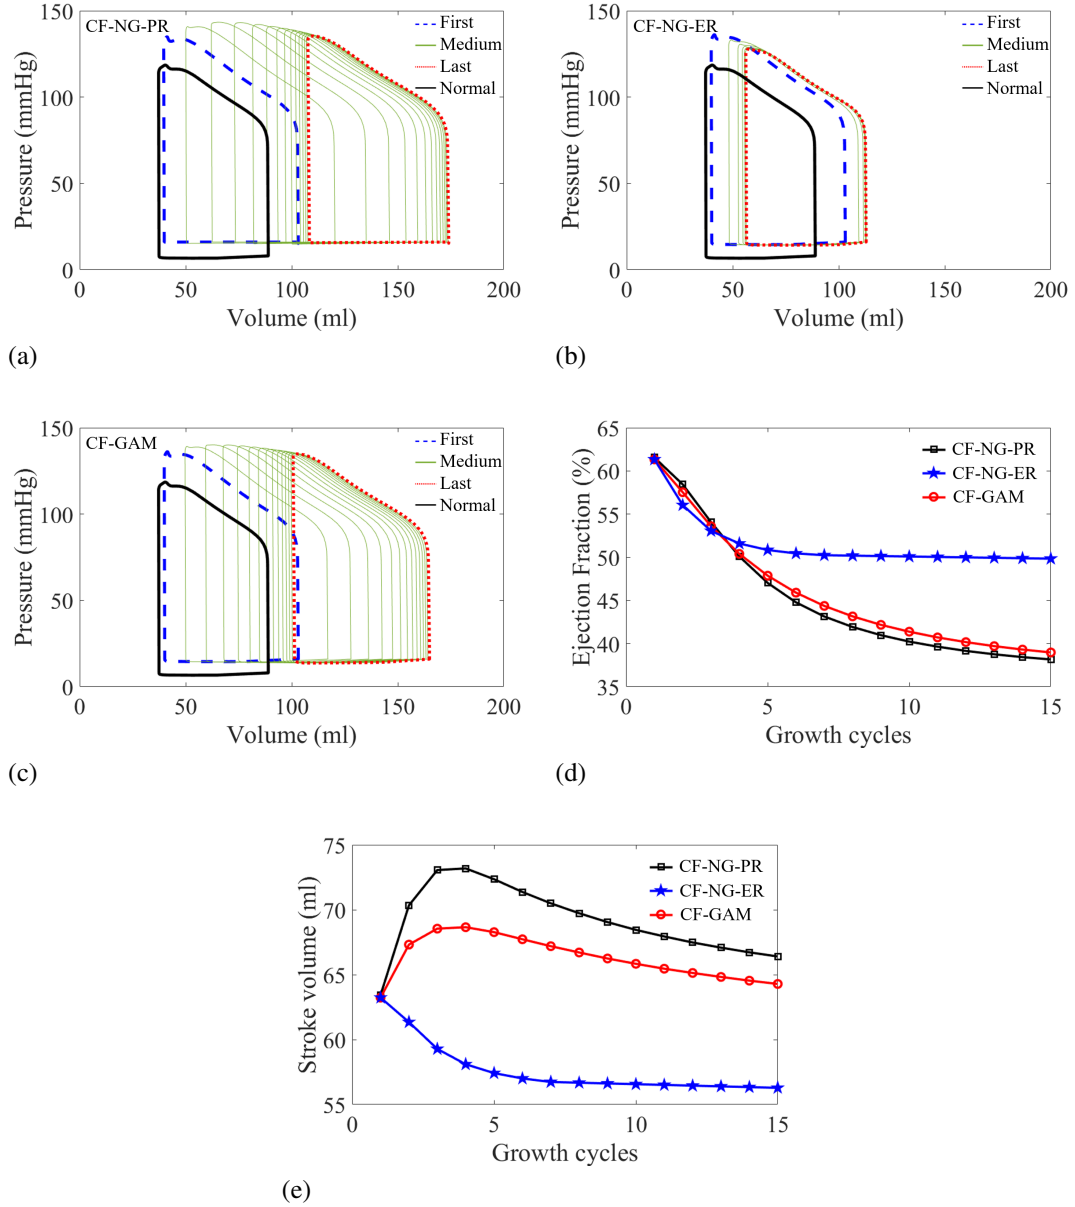 CF-NG-PR
First
Medium
Last
Normal
150
100
50
0
0
50
100
150
200
Pressure (mmHg)
Volume (ml)
(a)
CF-NG-ER
First
Medium
Last
Normal
150
100
50
0
0
50
100
150
200
Pressure (mmHg)
Volume (ml)
(b)
CF-GAM
First
Medium
Last
Normal
150
100
50
0
0
50
100
150
200
Pressure (mmHg)
Volume (ml)
(c)
CF-NG-PR
CF-NG-ER
CF-GAM
65
60
55
50
45
40
35
0
5
10
15
Ejection Fraction (%)
Growth cycles
(d)
CF-NG-PR
CF-NG-ER
CF-GAM
75
70
65
60
55
0
5
10
15
Stroke volume (ml)
Growth cycles
(e)